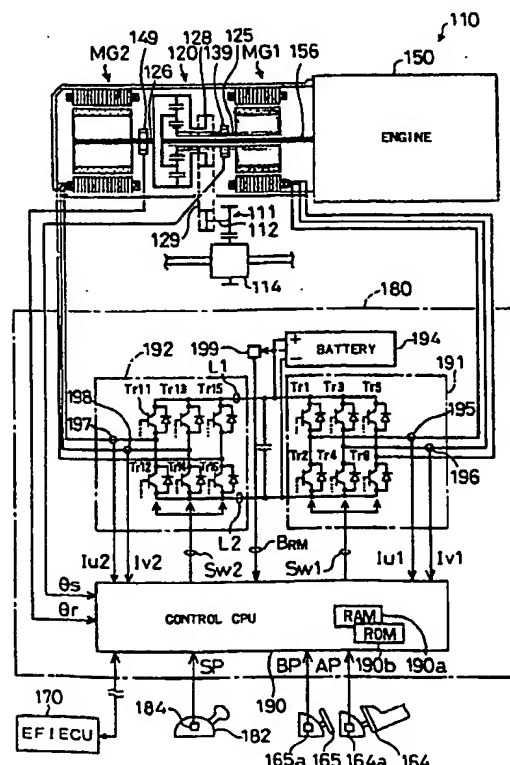 149 128 125
MG2 120 139 MG1 156
126
110
150
ENGINE
111
129
112
114
180
192 199
L1
+
−
BATTERY
194
191
198
197
Tr11 Tr13 Tr15
Tr12 Tr14 Tr16
Tr1 Tr3 Tr5
Tr2 Tr4 Tr6
195
196
L2
Iu2 Iv2 Sw2 BRM Sw1 Iu1 Iv1
θs
θr
CONTROL CPU
RAM
ROM
190a
190b
190
SP BP AP
170
EFIECU
184
182
165a 165 164a 164